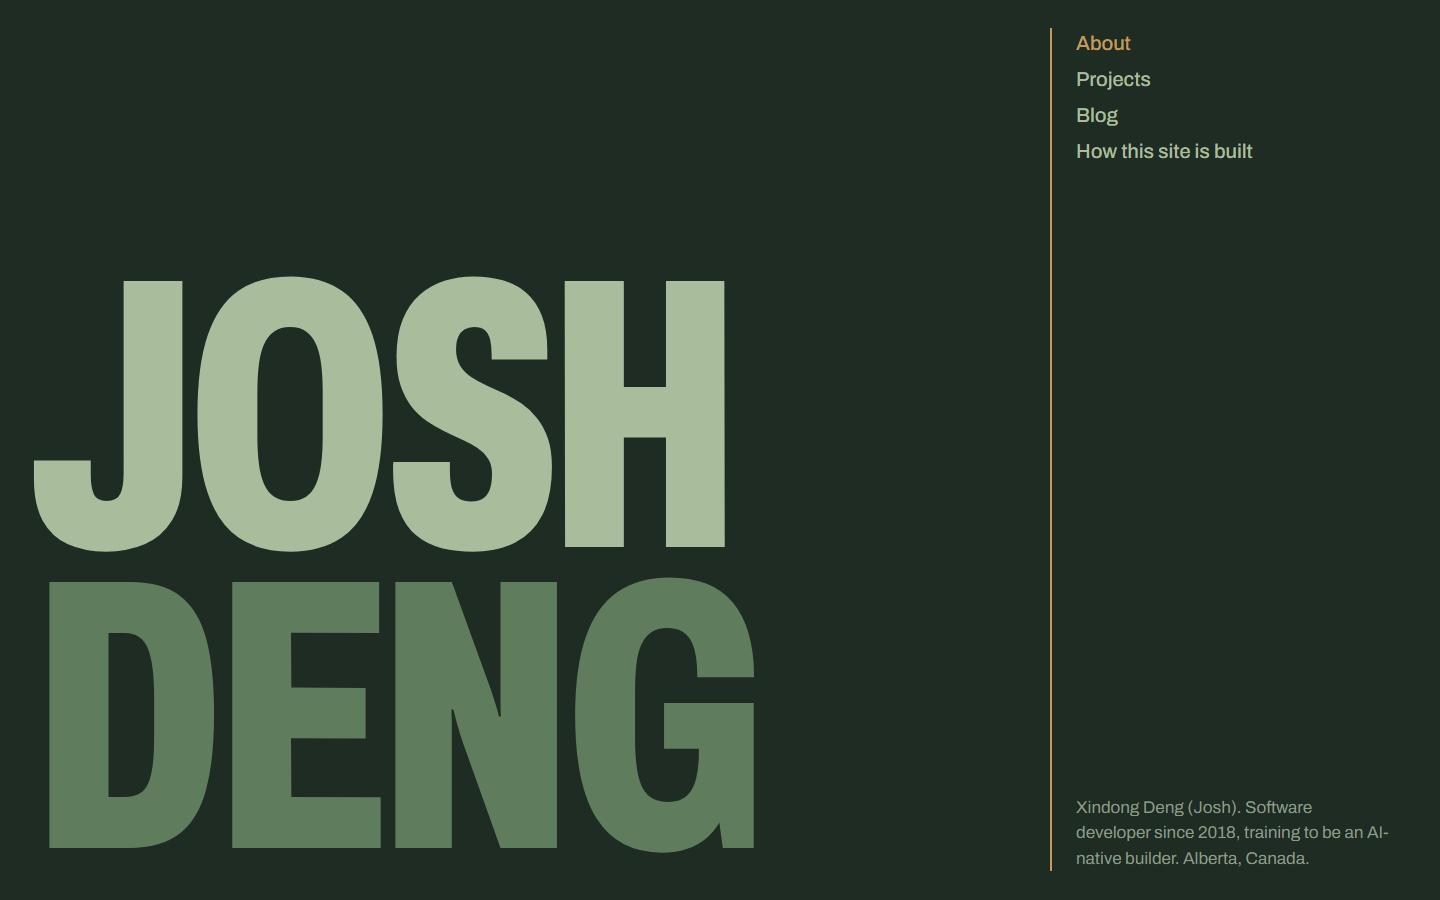 About
Projects
Blog
How this site is built
JOSH
DENG
Xindong Deng (Josh). Software
developer since 2018, training to be an AI-
native builder. Alberta, Canada.